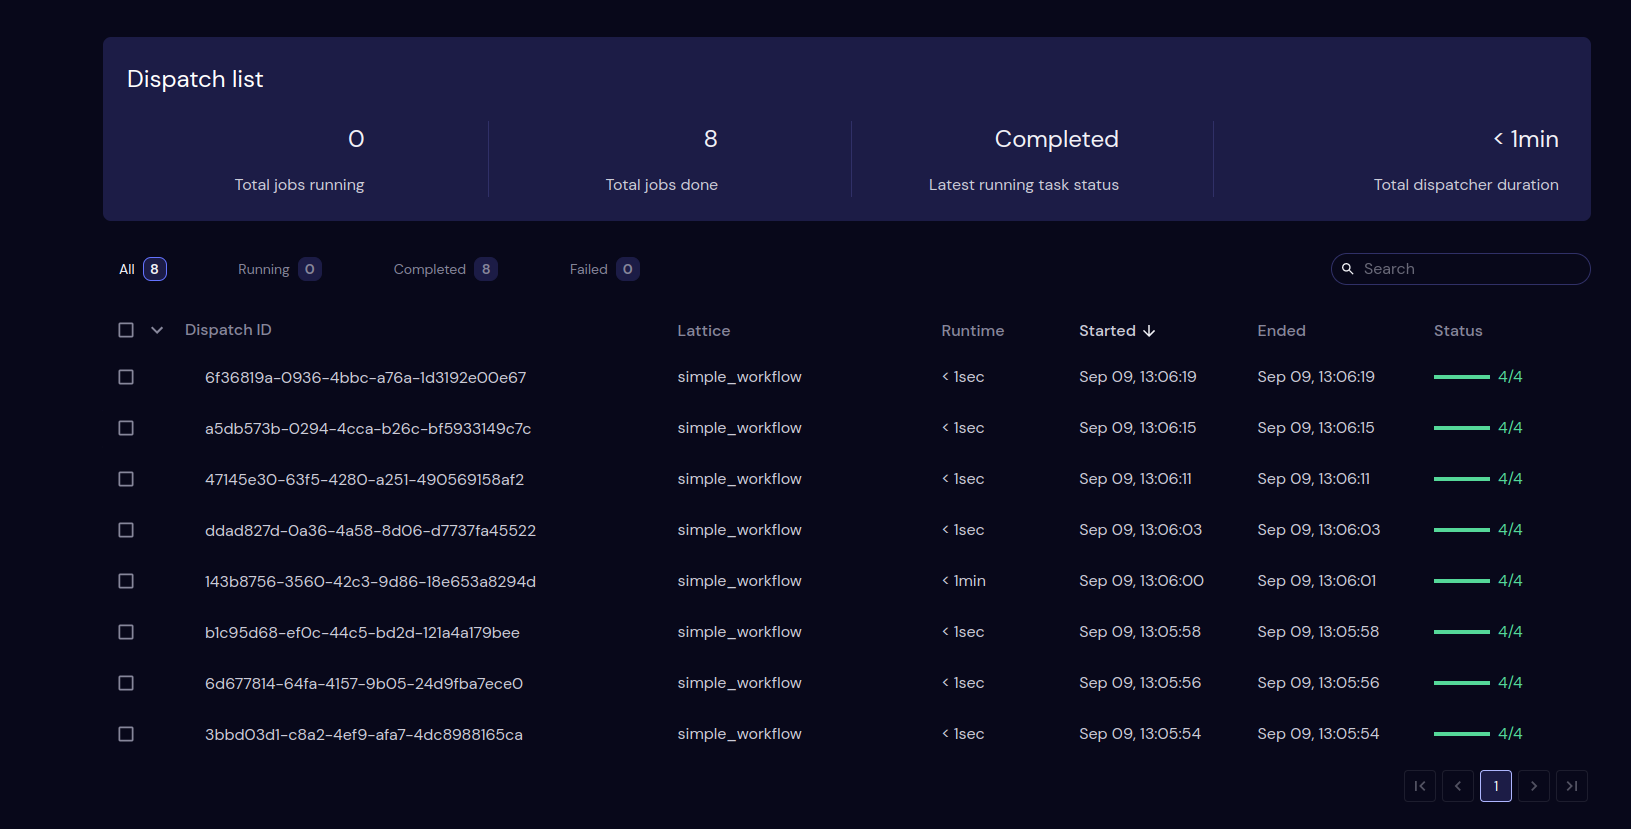 Dispatch list
0 8 Completed < 1min
Total jobs running Total jobs done Latest running task status Total dispatcher duration
All 8 Running 0 Completed 8 Failed 0 Search
Dispatch ID Lattice Runtime Started Ended Status
6f36819a-0936-4bbc-a76a-1d3192e00e67 simple_workflow < 1sec Sep 09, 13:06:19 Sep 09, 13:06:19 4/4
a5db573b-0294-4cca-b26c-bf5933149c7c simple_workflow < 1sec Sep 09, 13:06:15 Sep 09, 13:06:15 4/4
47145e30-63f5-4280-a251-490569158af2 simple_workflow < 1sec Sep 09, 13:06:11 Sep 09, 13:06:11 4/4
ddad827d-0a36-4a58-8d06-d7737fa45522 simple_workflow < 1sec Sep 09, 13:06:03 Sep 09, 13:06:03 4/4
143b8756-3560-42c3-9d86-18e653a8294d simple_workflow < 1min Sep 09, 13:06:00 Sep 09, 13:06:01 4/4
b1c95d68-ef0c-44c5-bd2d-121a4a179bee simple_workflow < 1sec Sep 09, 13:05:58 Sep 09, 13:05:58 4/4
6d677814-64fa-4157-9b05-24d9fba7ece0 simple_workflow < 1sec Sep 09, 13:05:56 Sep 09, 13:05:56 4/4
3bbd03d1-c8a2-4ef9-afa7-4dc8988165ca simple_workflow < 1sec Sep 09, 13:05:54 Sep 09, 13:05:54 4/4
1